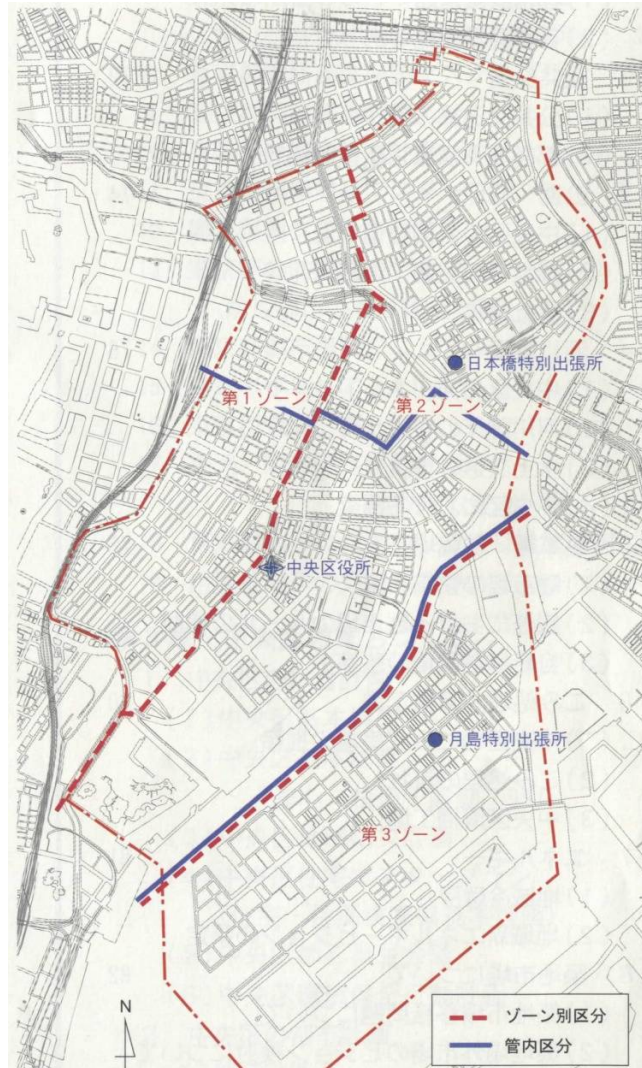 日本橋特別出張所
第1ゾーン
第2ゾーン
中央区役所
月島特別出張所
第3ゾーン
N
ゾーン別区分
管内区分